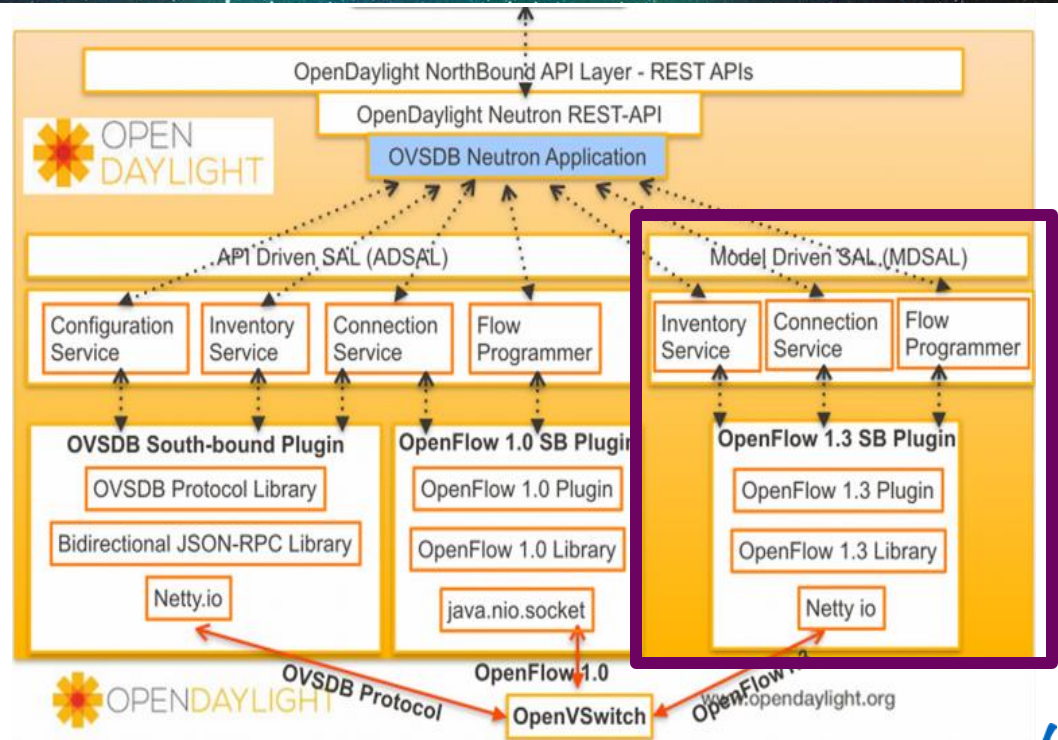 OpenDaylight NorthBound API Layer - REST APIs
OpenDaylight Neutron REST-API
OPEN
DAYLIGHT
OVSDB Neutron Application
API Driven SAL (ADSAL)
Model Driven SAL (MDSAL)
Configuration
Service
Inventory
Service
Connection
Service
Flow
Programmer
Inventory
Service
Connection
Service
Flow
Programmer
OVSDB South-bound Plugin
OVSDB Protocol Library
Bidirectional JSON-RPC Library
Netty.io
OpenFlow 1.0 SB Plugin
OpenFlow 1.0 Plugin
OpenFlow 1.0 Library
java.nio.socket
OpenFlow 1.3 SB Plugin
OpenFlow 1.3 Plugin
OpenFlow 1.3 Library
Netty io
OPENDAYLIGHT
OVSDB Protocol
OpenFlow 1.0
OpenFlow1.3
www.opendaylight.org
OpenVSwitch